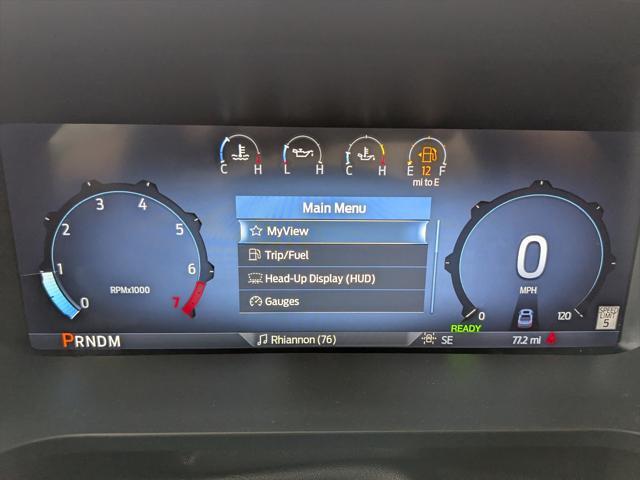 C H
L H
C H
E 12 F
mi to E
0 1 2 3 4 5 6 7
RPMx1000
Main Menu
MyView
Trip/Fuel
Head-Up Display (HUD)
Gauges
0
MPH
0 120
READY
SPEED
LIMIT
5
PRNDM
Rhiannon (76)
SE
77.2 mi